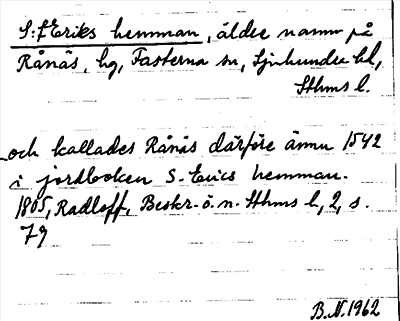 S:t Eriks hemman, äldre namn på
Rånäs, hg, Fasterna sn, Sjuhundra hd,
Sthms l.
och kallades Rånäs därföre ännu 1542
i jordboken S. Erics hemman.
1805, Radloff, Beskr. ö. n. Sthms l, 2, s.
79
B.N. 1962